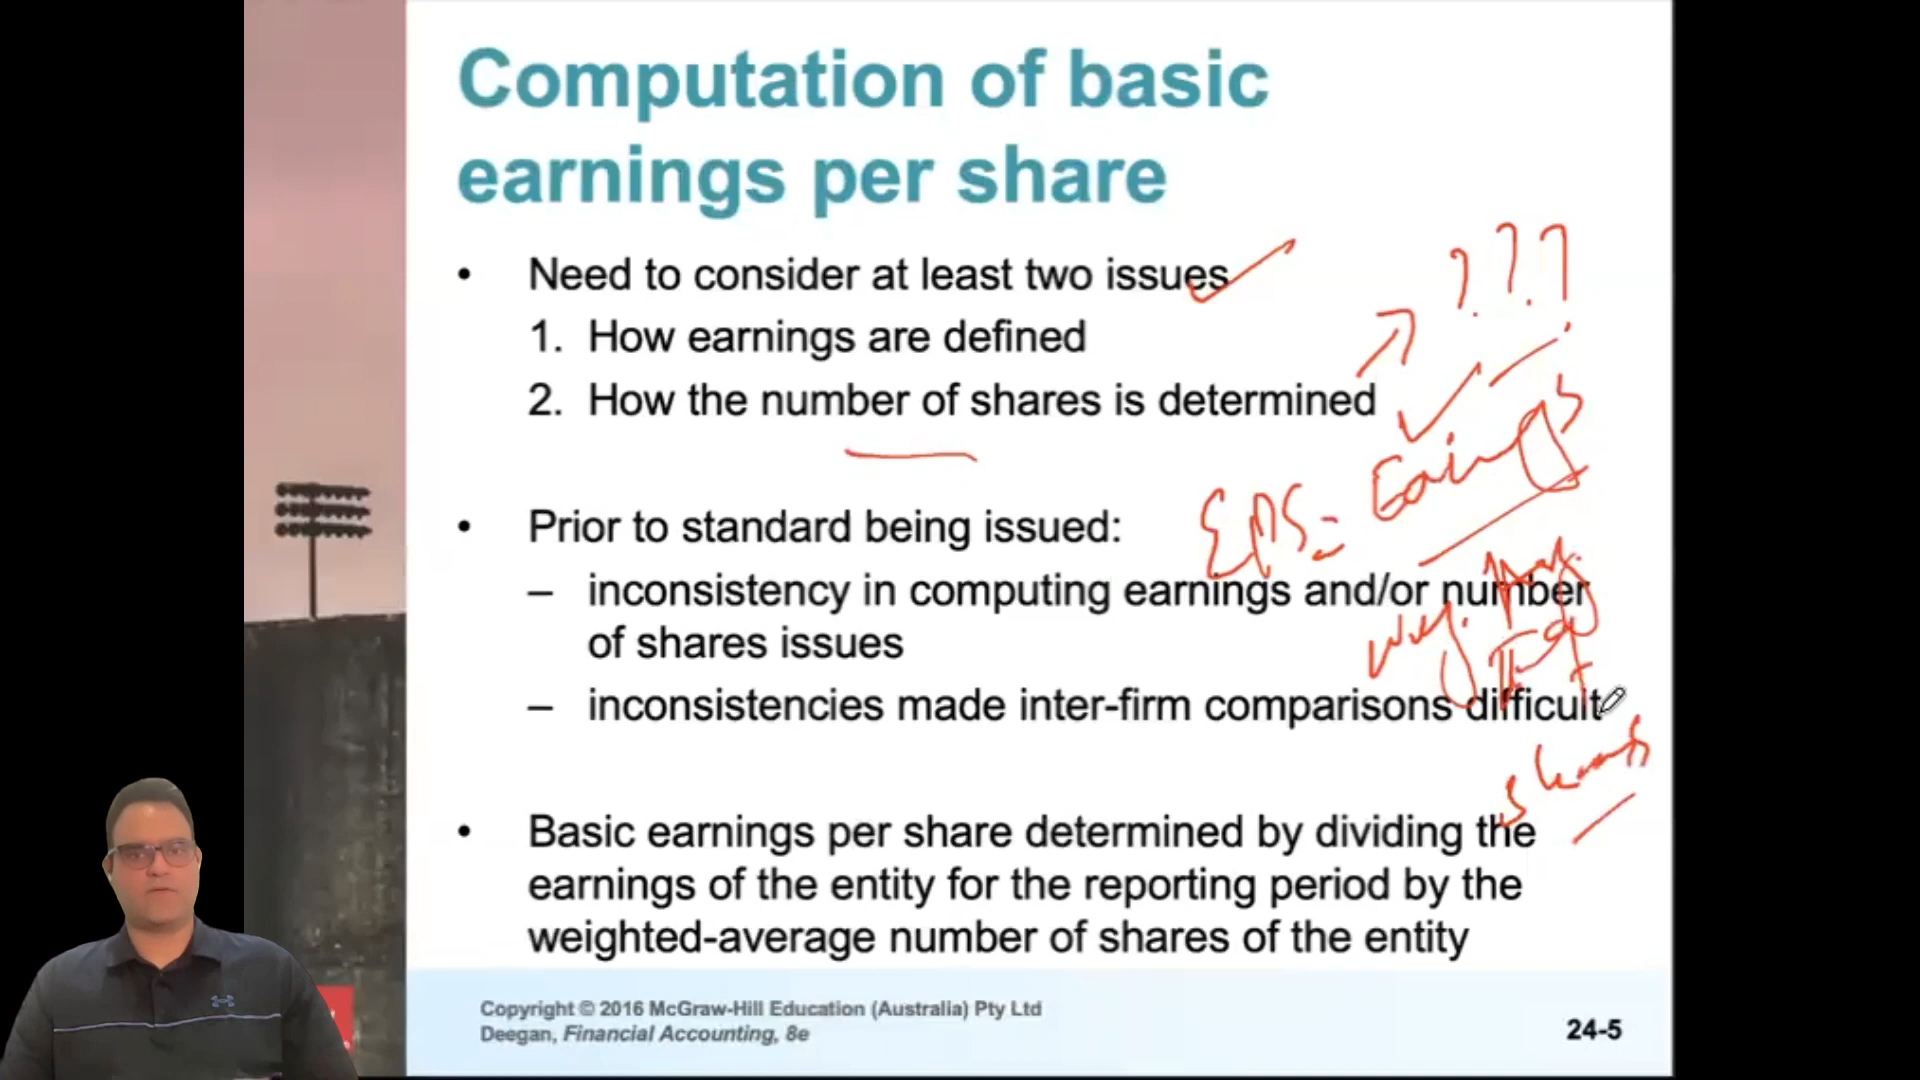 Computation of basic
earnings per share
• Need to consider at least two issues
1. How earnings are defined
2. How the number of shares is determined
???
EPS = Earnings
• Prior to standard being issued:
– inconsistency in computing earnings and/or number
of shares issues
– inconsistencies made inter-firm comparisons difficult
shares
• Basic earnings per share determined by dividing the
earnings of the entity for the reporting period by the
weighted-average number of shares of the entity
Copyright © 2016 McGraw-Hill Education (Australia) Pty Ltd
Deegan, Financial Accounting, 8e
24-5